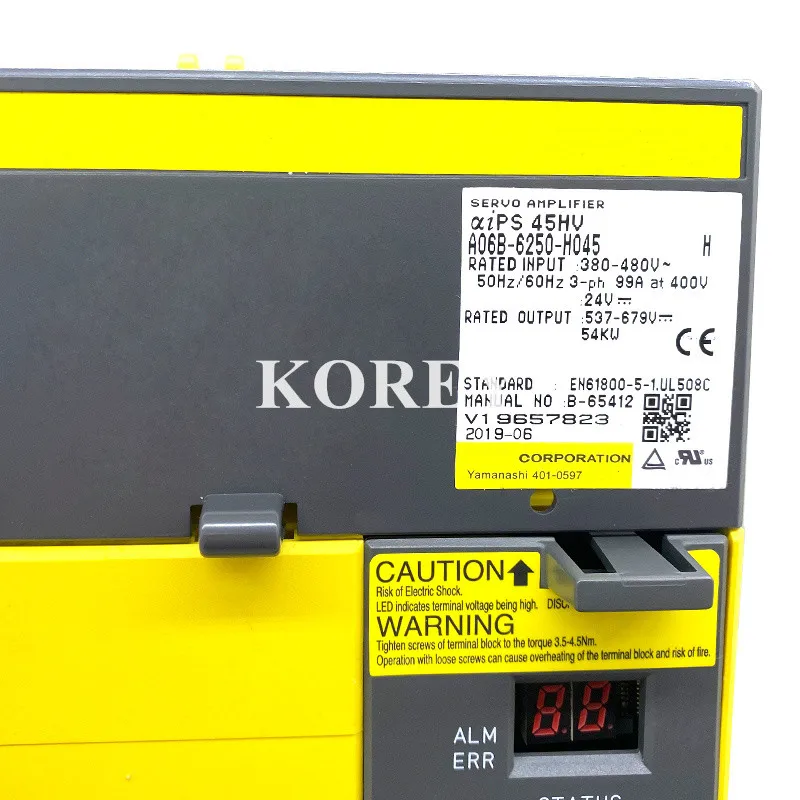 SERVO AMPLIFIER
αiPS 45HV
A06B-6250-H045 H
RATED INPUT :380-480V~
50Hz/60Hz 3-ph 99A at 400V
:24V⎓
RATED OUTPUT :537-679V⎓
54KW
CE
KORE
STANDARD : EN61800-5-1.UL508C
MANUAL NO :B-65412
V19657823
2019-06
CORPORATION
Yamanashi 401-0597
c RU us
CAUTION
Risk of Electric Shock.
LED indicates terminal voltage being high.
WARNING
Tighten screws of terminal block to the torque 3.5-4.5Nm.
Operation with loose screws can cause overheating of the terminal block and risk of fire.
88
ALM
ERR
STATUS